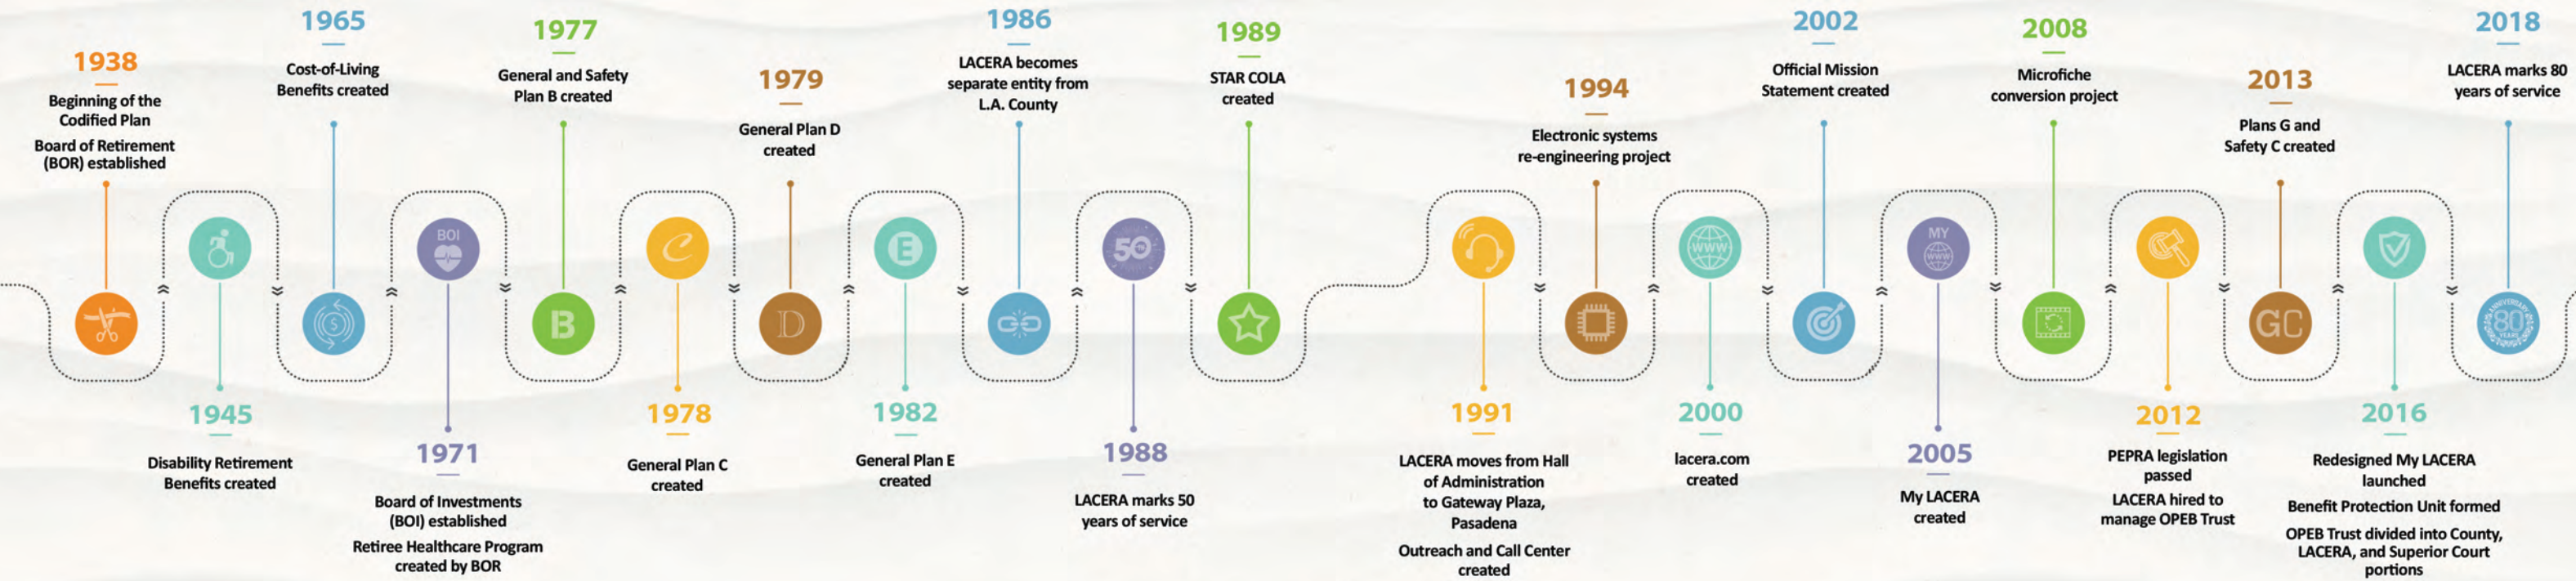 1938
Beginning of the
Codified Plan
Board of Retirement
(BOR) established
1945
Disability Retirement
Benefits created
1965
Cost-of-Living
Benefits created
$
BOI
1971
Board of Investments
(BOI) established
Retiree Healthcare Program
created by BOR
1977
General and Safety
Plan B created
B
C
1978
General Plan C
created
1979
General Plan D
created
D
E
1982
General Plan E
created
1986
LACERA becomes
separate entity from
L.A. County
50TH
1988
LACERA marks 50
years of service
1989
STAR COLA
created
1991
LACERA moves from Hall
of Administration
to Gateway Plaza,
Pasadena
Outreach and Call Center
created
1994
Electronic systems
re-engineering project
WWW
2000
lacera.com
created
2002
Official Mission
Statement created
MY
WWW
2005
My LACERA
created
2008
Microfiche
conversion project
2012
PEPRA legislation
passed
LACERA hired to
manage OPEB Trust
2013
Plans G and
Safety C created
GC
2016
Redesigned My LACERA
launched
Benefit Protection Unit formed
OPEB Trust divided into County,
LACERA, and Superior Court
portions
2018
LACERA marks 80
years of service
ANNIVERSARY
80
YEARS